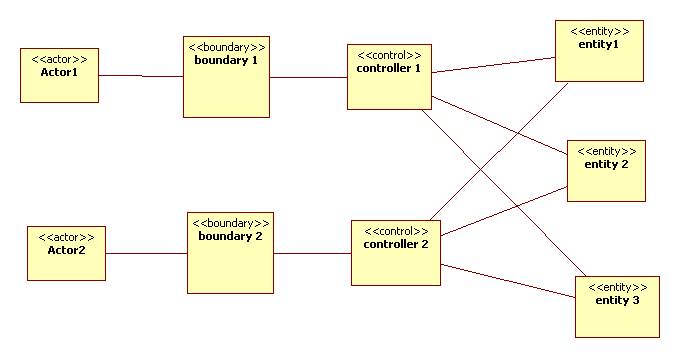 <<actor>>
Actor1
<<boundary>>
boundary 1
<<control>>
controller 1
<<entity>>
entity1
<<entity>>
entity 2
<<actor>>
Actor2
<<boundary>>
boundary 2
<<control>>
controller 2
<<entity>>
entity 3